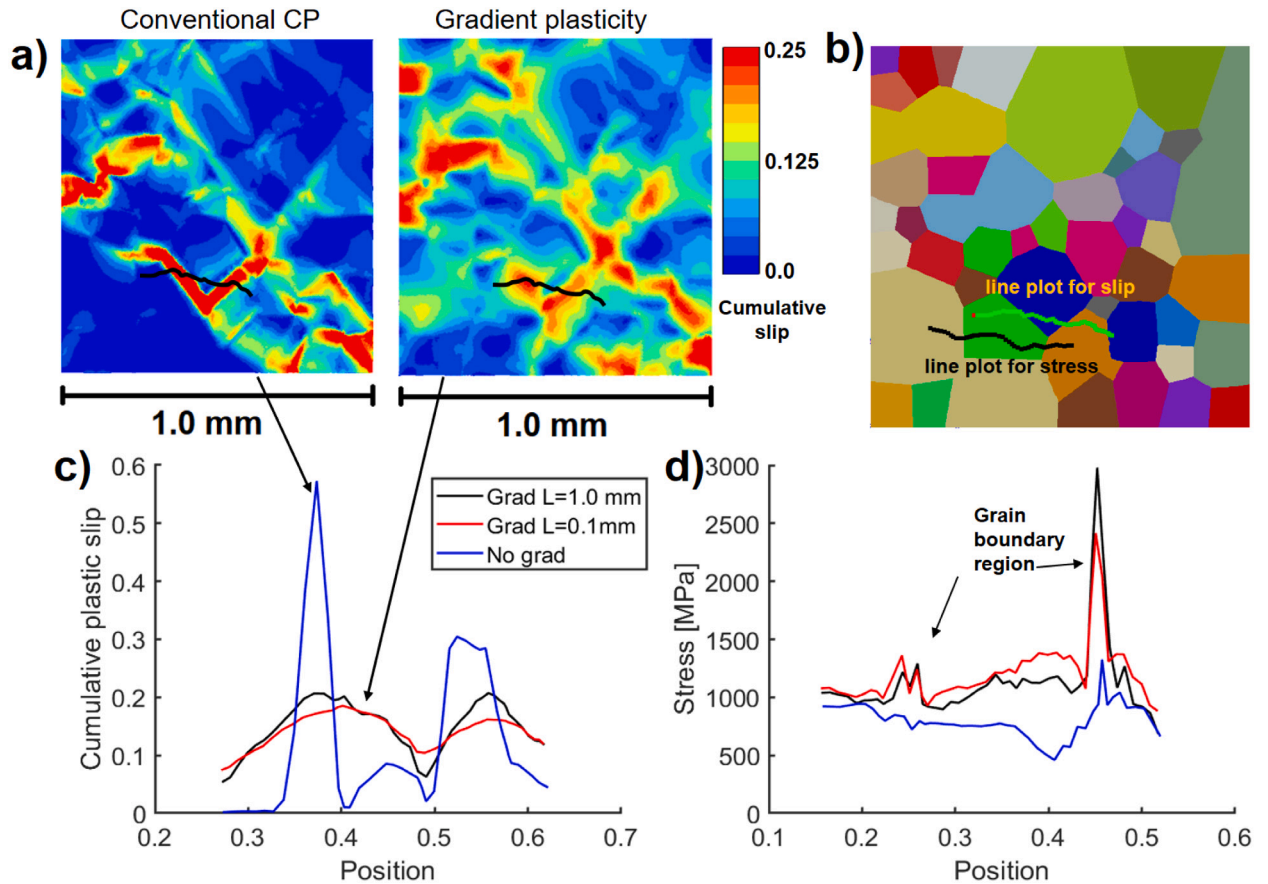 Conventional CP
Gradient plasticity
a)
0.25
0.125
0.0
Cumulative
slip
1.0 mm
1.0 mm
b)
line plot for slip
line plot for stress
c)
0.6
0.5
0.4
0.3
0.2
0.1
0
Cumulative plastic slip
Grad L=1.0 mm
Grad L=0.1mm
No grad
0.2
0.3
0.4
0.5
0.6
0.7
Position
d)
3000
2500
2000
1500
1000
500
0
Stress [MPa]
Grain
boundary
region
0.1
0.2
0.3
0.4
0.5
0.6
Position